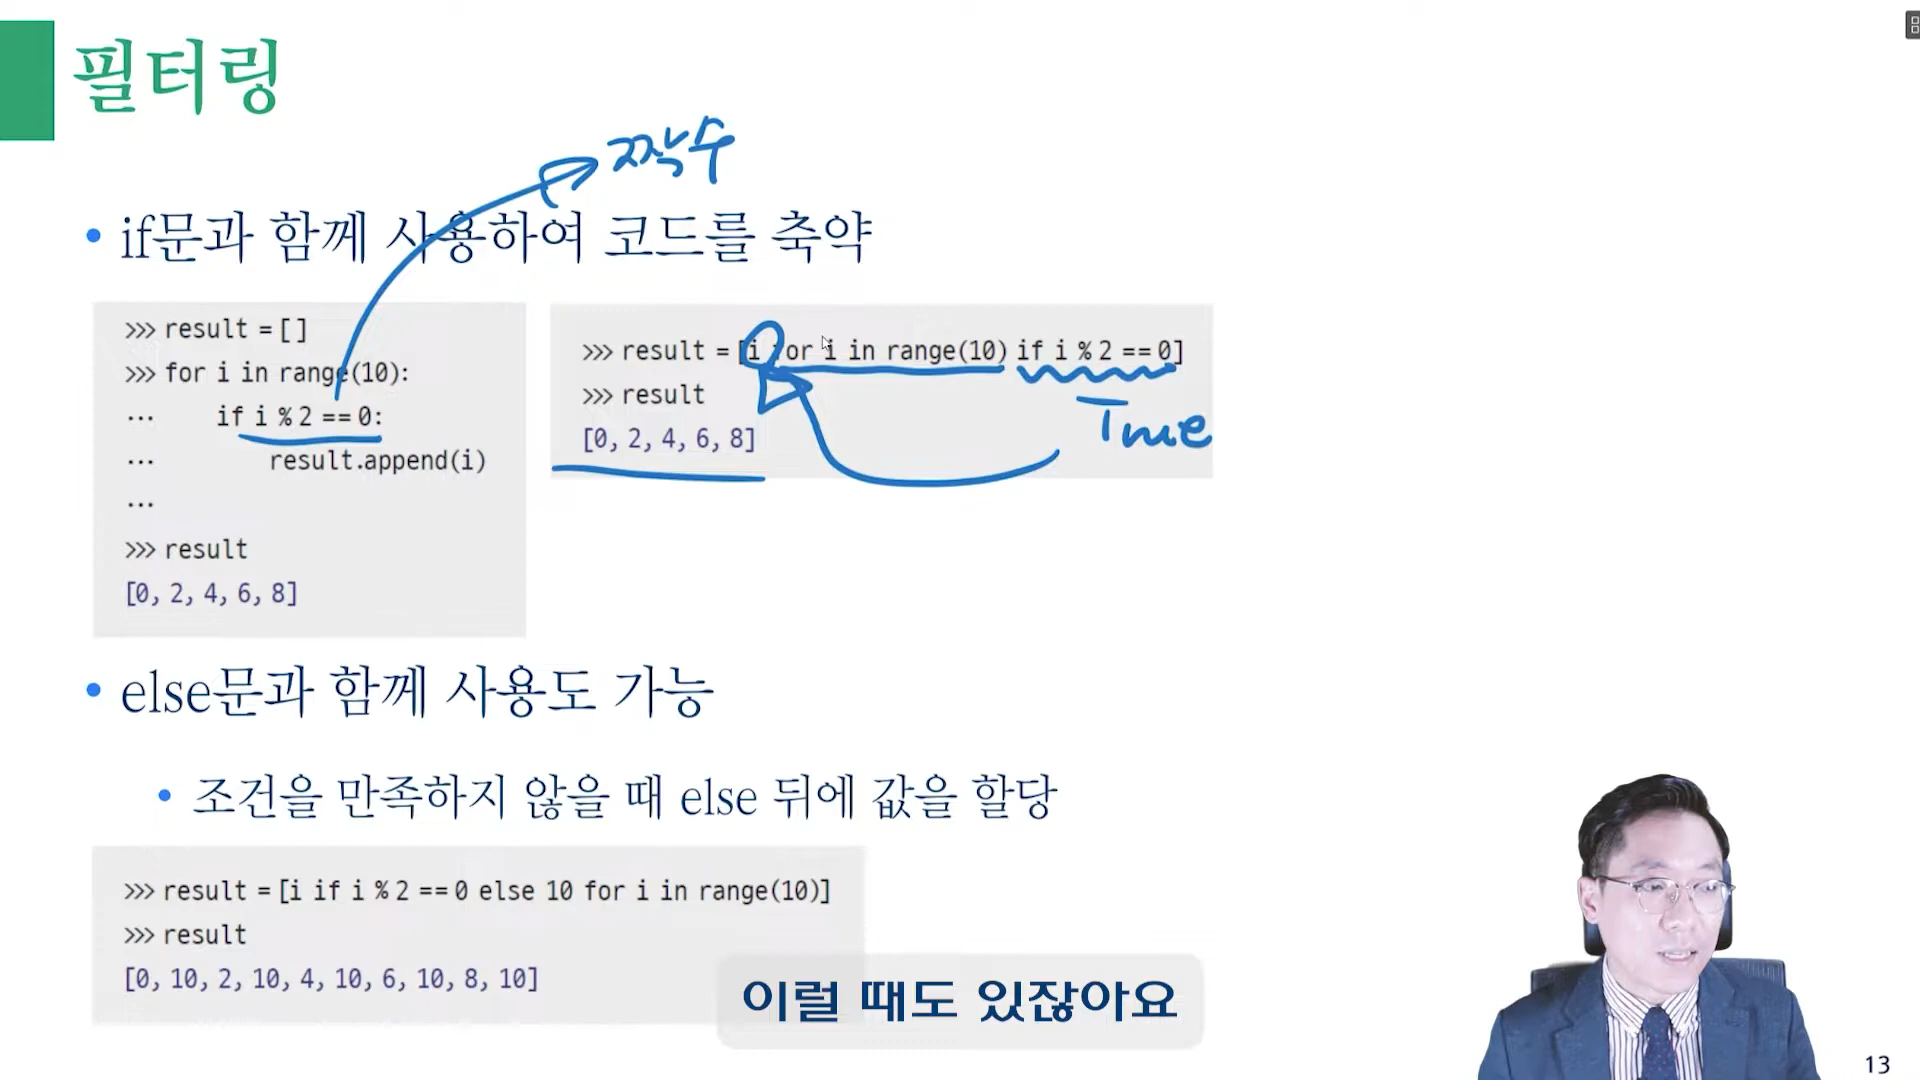 필터링
짝수
• if문과 함께 사용하여 코드를 축약
>>> result = []
>>> for i in range(10):
... if i % 2 == 0:
... result.append(i)
...
>>> result
[0, 2, 4, 6, 8]
>>> result = [i for i in range(10) if i % 2 == 0]
>>> result
[0, 2, 4, 6, 8]
True
• else문과 함께 사용도 가능
• 조건을 만족하지 않을 때 else 뒤에 값을 할당
>>> result = [i if i % 2 == 0 else 10 for i in range(10)]
>>> result
[0, 10, 2, 10, 4, 10, 6, 10, 8, 10]
이럴 때도 있잖아요
13